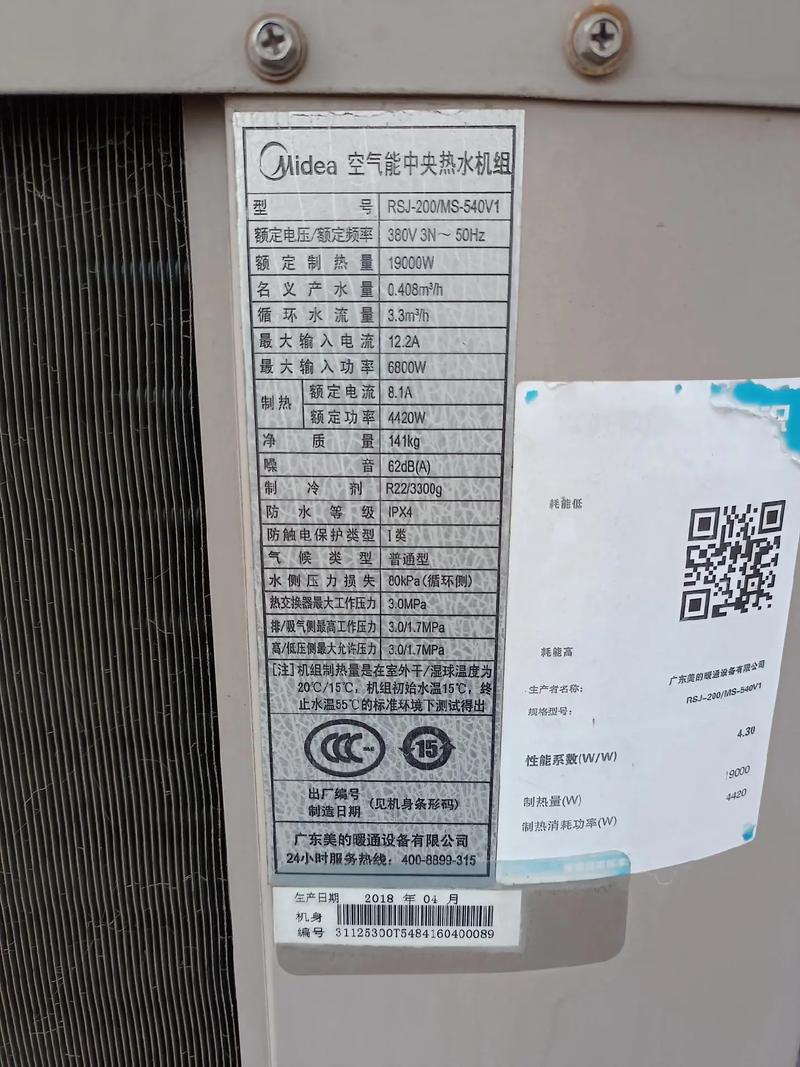 Midea 空气能中央热水机组
型号 RSJ-200/MS-540V1
额定电压/额定频率 380V 3N～ 50Hz
额定制热量 19000W
名义产水量 0.408m³/h
循环水流量 3.3m³/h
最大输入电流 12.2A
最大输入功率 6800W
制热 额定电流 8.1A
额定功率 4420W
净质量 141kg
噪音 62dB(A)
制冷剂 R22/3300g
防水等级 IPX4
防触电保护类型 I类
气候类型 普通型
水侧压力损失 80kPa(循环侧)
热交换器最大工作压力 3.0MPa
排/吸气侧最高工作压力 3.0/1.7MPa
高/低压侧最大允许压力 3.0/1.7MPa
[注]机组制热量是在室外干/湿球温度为
20℃/15℃，机组初始水温15℃，终
止水温55℃的标准环境下测试得出
CCC S&E 15
出厂编号
制造日期 (见机身条形码)
广东美的暖通设备有限公司
24小时服务热线：400-8899-315
生产日期 2018 年 04 月
机身
编号 31125300T5484160400089
耗能低
耗能高
生产者名称： 广东美的暖通设备有限公司
规格型号： RSJ-200/MS-540V1
性能系数(W/W) 4.30
制热量(W) 19000
制热消耗功率(W) 4420